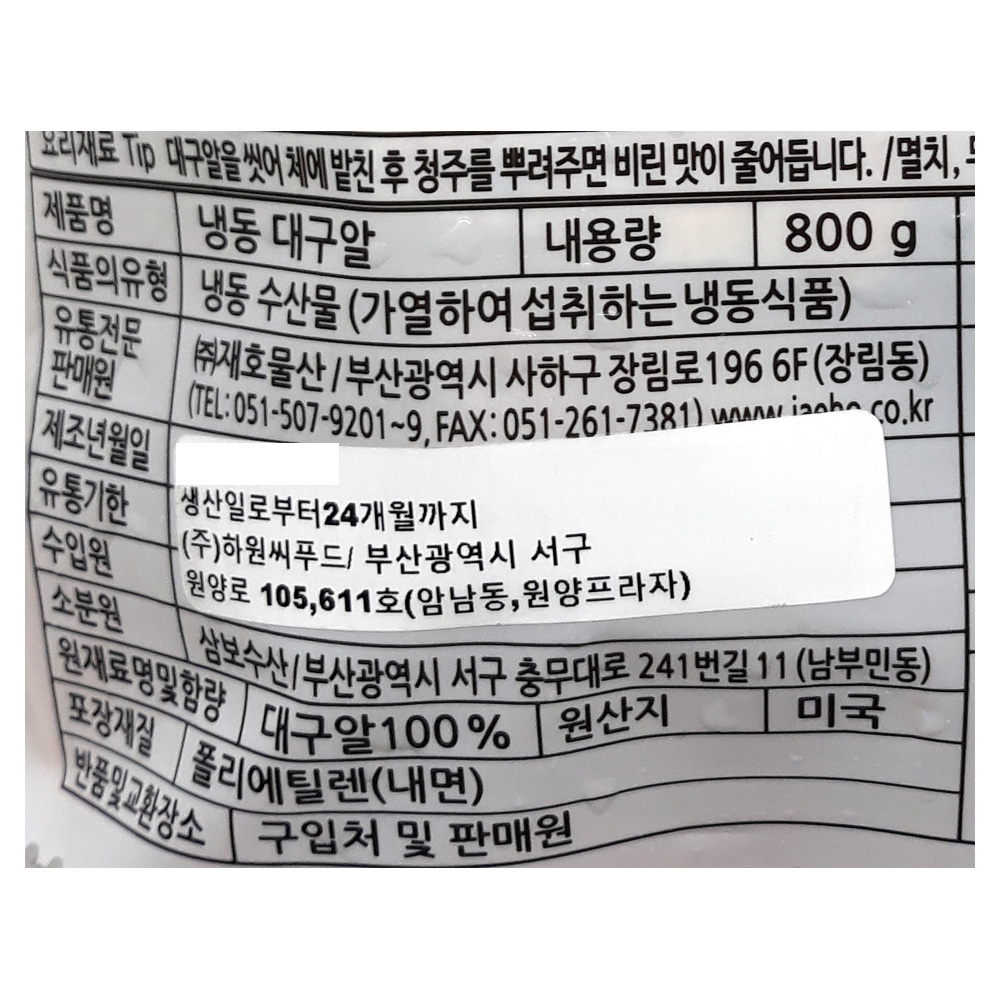 요리재료 Tip 대구알을 씻어 체에 밭친 후 청주를 뿌려주면 비린 맛이 줄어듭니다. / 멸치,
제품명 냉동 대구알 내용량 800 g
식품의유형 냉동 수산물 (가열하여 섭취하는 냉동식품)
유통전문
판매원
㈜재호물산 / 부산광역시 사하구 장림로196 6F (장림동)
(TEL : 051-507-9201~9, FAX : 051-261-7381) www.jaeho.co.kr
제조년월일
유통기한 생산일로부터24개월까지
수입원 (주)하원씨푸드/ 부산광역시 서구
원양로 105,611호(암남동,원양프라자)
소분원 삼보수산/부산광역시 서구 충무대로 241번길 11 (남부민동)
원재료명및함량 대구알100% 원산지 미국
포장재질 폴리에틸렌(내면)
반품및교환장소 구입처 및 판매원